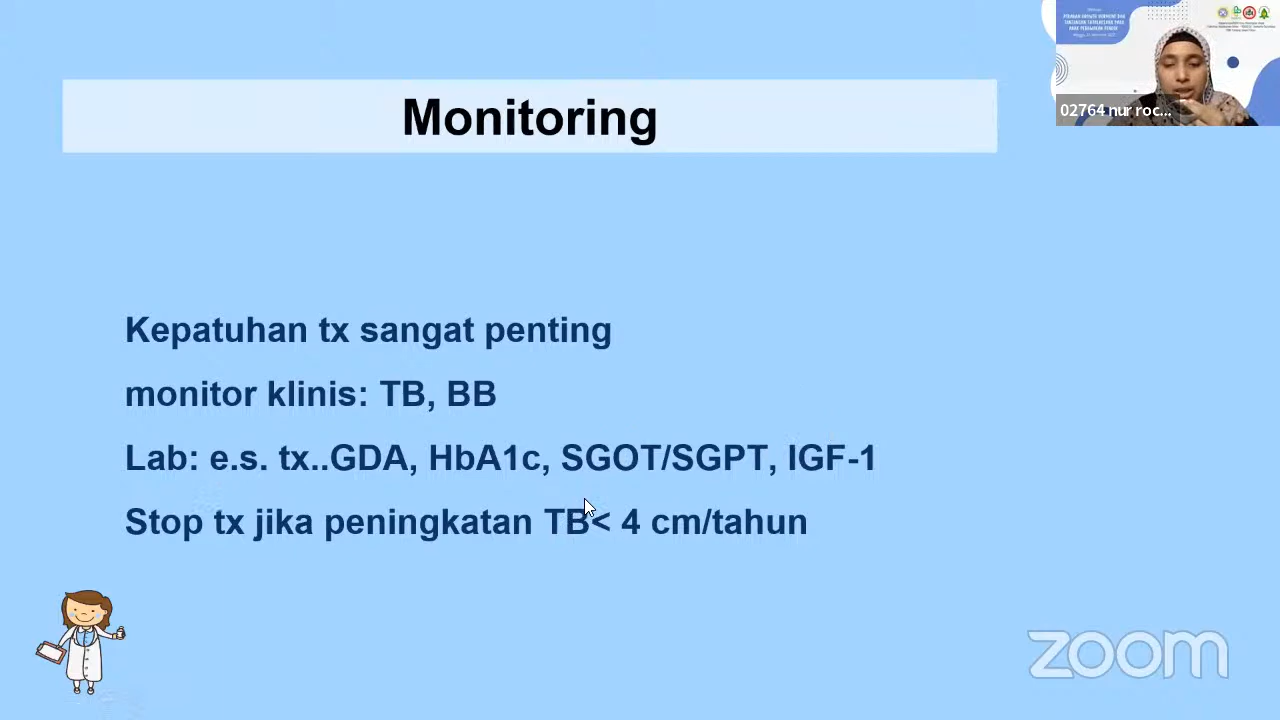 Monitoring
02764 nur roc...
Kepatuhan tx sangat penting
monitor klinis: TB, BB
Lab: e.s. tx..GDA, HbA1c, SGOT/SGPT, IGF-1
Stop tx jika peningkatan TB< 4 cm/tahun
zoom